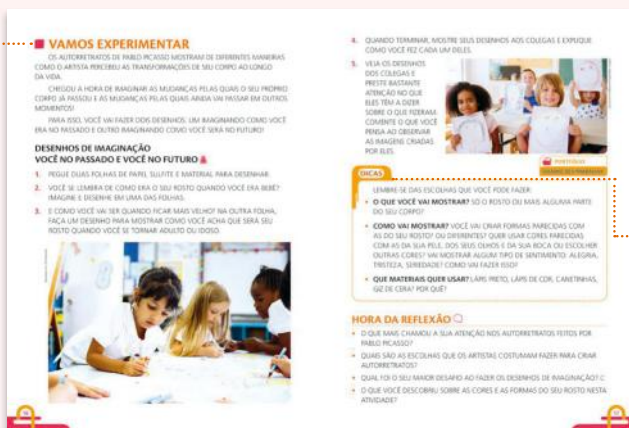 VAMOS EXPERIMENTAR
OS AUTORRETRATOS DE PABLO PICASSO MOSTRAM DE DIFERENTES MANEIRAS
COMO O ARTISTA PERCEBEU AS TRANSFORMAÇÕES DE SEU CORPO AO LONGO
DA VIDA.
CHEGOU A HORA DE IMAGINAR AS MUDANÇAS PELAS QUAIS O SEU PRÓPRIO
CORPO JÁ PASSOU E AS MUDANÇAS PELAS QUAIS AINDA VAI PASSAR EM OUTROS
MOMENTOS!
PARA ISSO, VOCÊ VAI FAZER DOIS DESENHOS: UM IMAGINANDO COMO VOCÊ
ERA NO PASSADO E OUTRO IMAGINANDO COMO VOCÊ SERÁ NO FUTURO!
DESENHOS DE IMAGINAÇÃO
VOCÊ NO PASSADO E VOCÊ NO FUTURO
1. PEGUE DUAS FOLHAS DE PAPEL SULFITE E MATERIAL PARA DESENHAR.
2. VOCÊ SE LEMBRA DE COMO ERA O SEU ROSTO QUANDO VOCÊ ERA BEBÊ?
IMAGINE E DESENHE EM UMA DAS FOLHAS.
3. E COMO VOCÊ VAI SER QUANDO FICAR MAIS VELHO? NA OUTRA FOLHA,
FAÇA UM DESENHO PARA MOSTRAR COMO VOCÊ ACHA QUE SERÁ SEU
ROSTO QUANDO VOCÊ SE TORNAR ADULTO OU IDOSO.
4. QUANDO TERMINAR, MOSTRE SEUS DESENHOS AOS COLEGAS E EXPLIQUE
COMO VOCÊ FEZ CADA UM DELES.
5. VEJA OS DESENHOS
DOS COLEGAS E
PRESTE BASTANTE
ATENÇÃO NO QUE
ELES TÊM A DIZER
SOBRE O QUE FIZERAM.
COMENTE O QUE VOCÊ
PENSA AO OBSERVAR
AS IMAGENS CRIADAS
POR ELES.
PORTFÓLIO
DICAS
LEMBRE-SE DAS ESCOLHAS QUE VOCÊ PODE FAZER:
• O QUE VOCÊ VAI MOSTRAR? SÓ O ROSTO OU MAIS ALGUMA PARTE
DO SEU CORPO?
• COMO VAI MOSTRAR? VOCÊ VAI CRIAR FORMAS PARECIDAS COM
AS DO SEU ROSTO? OU DIFERENTES? QUER USAR CORES PARECIDAS
COM AS DA SUA PELE, DOS SEUS OLHOS E DA SUA BOCA OU ESCOLHER
OUTRAS CORES? VAI MOSTRAR ALGUM TIPO DE SENTIMENTO: ALEGRIA,
TRISTEZA, SERIEDADE? COMO VAI FAZER ISSO?
• QUE MATERIAIS QUER USAR? LÁPIS PRETO, LÁPIS DE COR, CANETINHAS,
GIZ DE CERA? POR QUÊ?
HORA DA REFLEXÃO
• O QUE MAIS CHAMOU A SUA ATENÇÃO NOS AUTORRETRATOS FEITOS POR
PABLO PICASSO?
• QUAIS SÃO AS ESCOLHAS QUE OS ARTISTAS COSTUMAM FAZER PARA CRIAR
AUTORRETRATOS?
• QUAL FOI O SEU MAIOR DESAFIO AO FAZER OS DESENHOS DE IMAGINAÇÃO? C
• O QUE VOCÊ DESCOBRIU SOBRE AS CORES E AS FORMAS DO SEU ROSTO NESTA
ATIVIDADE?